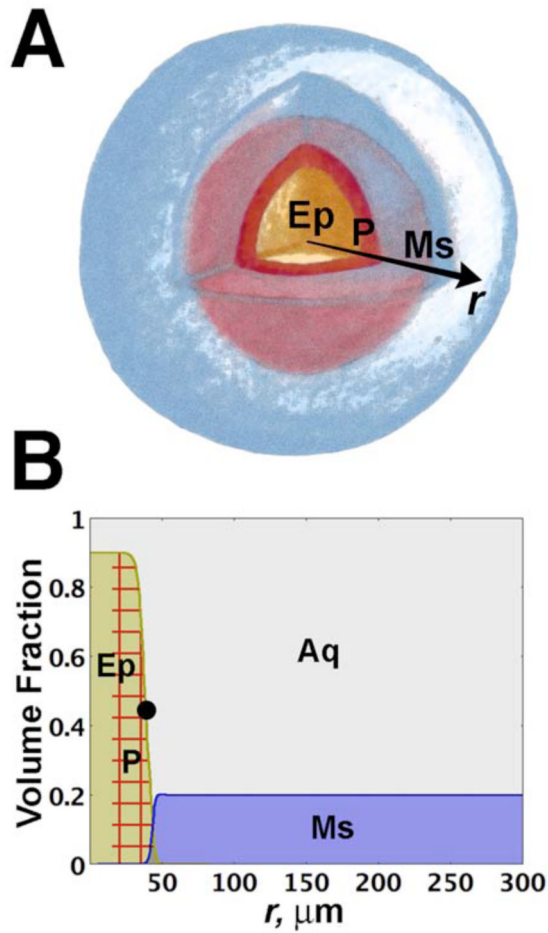 A
Ep
P
Ms
r
B
Volume Fraction
1
0.8
0.6
0.4
0.2
0
Ep
P
Aq
Ms
50
100
150
200
250
300
r, μm